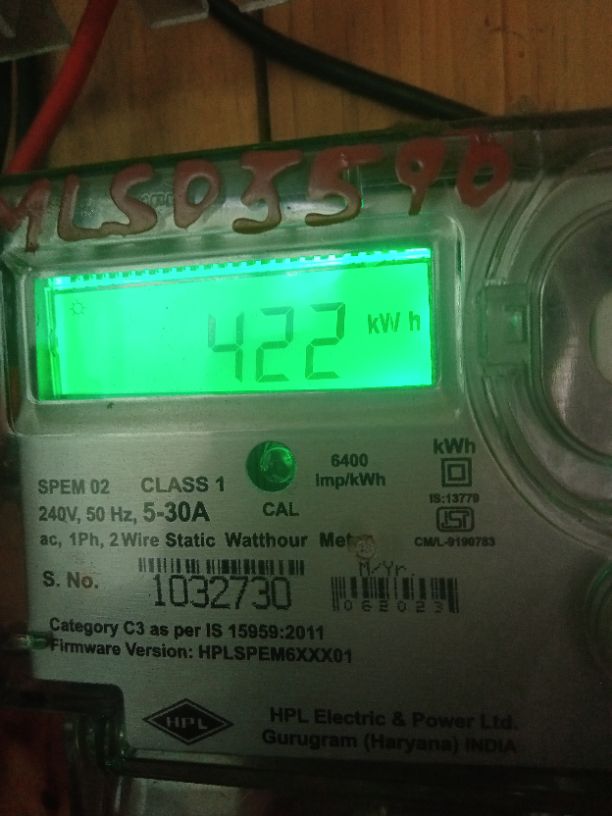 MLS03590
422 kWh
kWh
6400
Imp/kWh
SPEM 02 CLASS 1
240V, 50 Hz, 5-30A
CAL
IS:13779
ISI
CM/L-9190783
ac, 1Ph, 2 Wire Static Watthour Meter
M/Yr.
S. No. 1032730
062023
Category C3 as per IS 15959:2011
Firmware Version: HPLSPEM6XXX01
HPL
HPL Electric & Power Ltd.
Gurugram (Haryana) INDIA